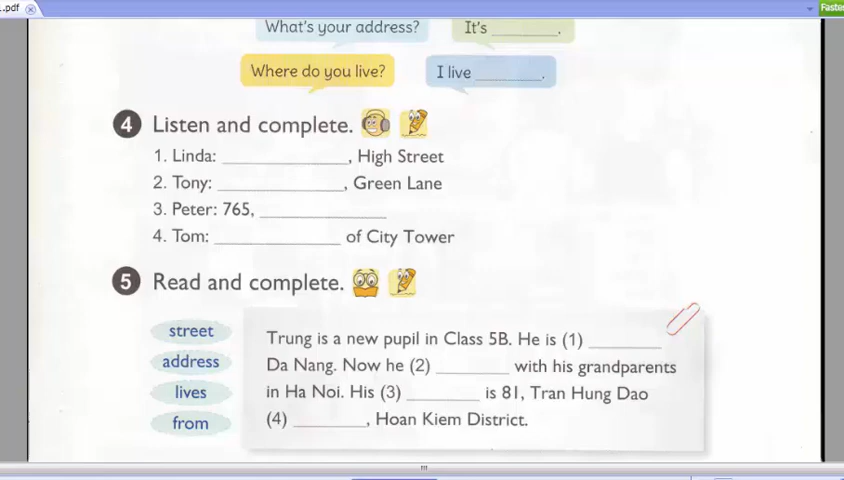 .pdf
Faste
What's your address?
It's ________.
Where do you live?
I live ________.
4 Listen and complete.
1. Linda: ______________, High Street
2. Tony: ______________, Green Lane
3. Peter: 765, ______________
4. Tom: ______________ of City Tower
5 Read and complete.
street
address
lives
from
Trung is a new pupil in Class 5B. He is (1) ________
Da Nang. Now he (2) ________ with his grandparents
in Ha Noi. His (3) ________ is 81, Tran Hung Dao
(4) ________, Hoan Kiem District.